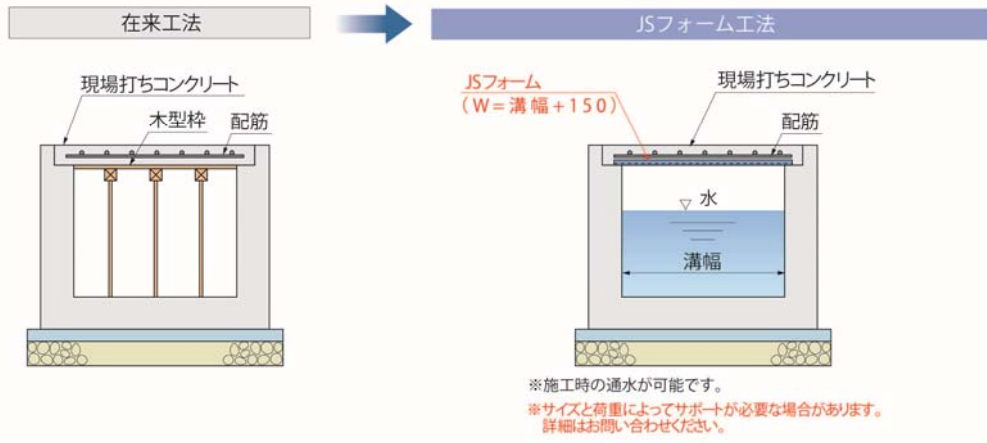 在来工法
JSフォーム工法
現場打ちコンクリート
木型枠
配筋
JSフォーム
（W＝溝幅＋150）
現場打ちコンクリート
配筋
水
溝幅
※施工時の通水が可能です。
※サイズと荷重によってサポートが必要な場合があります。
詳細はお問い合わせください。